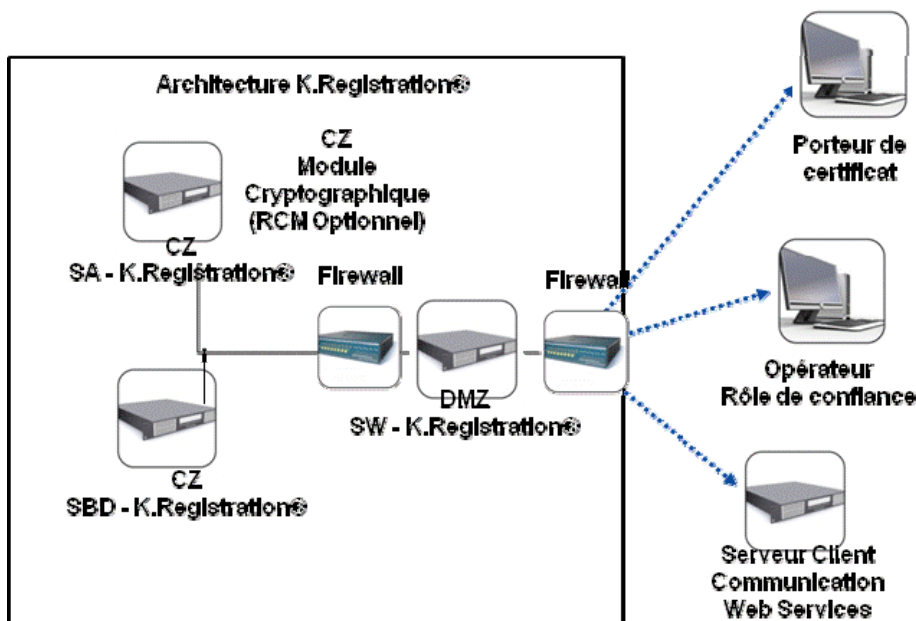 Architecture K.Registration®
CZ
Module
Cryptographique
(RCM Optionnel)
CZ
SA - K.Registration®
Firewall
Firewall
DMZ
SW - K.Registration®
CZ
SBD - K.Registration®
Porteur de
certificat
Opérateur
Rôle de confiance
Serveur Client
Communication
Web Services